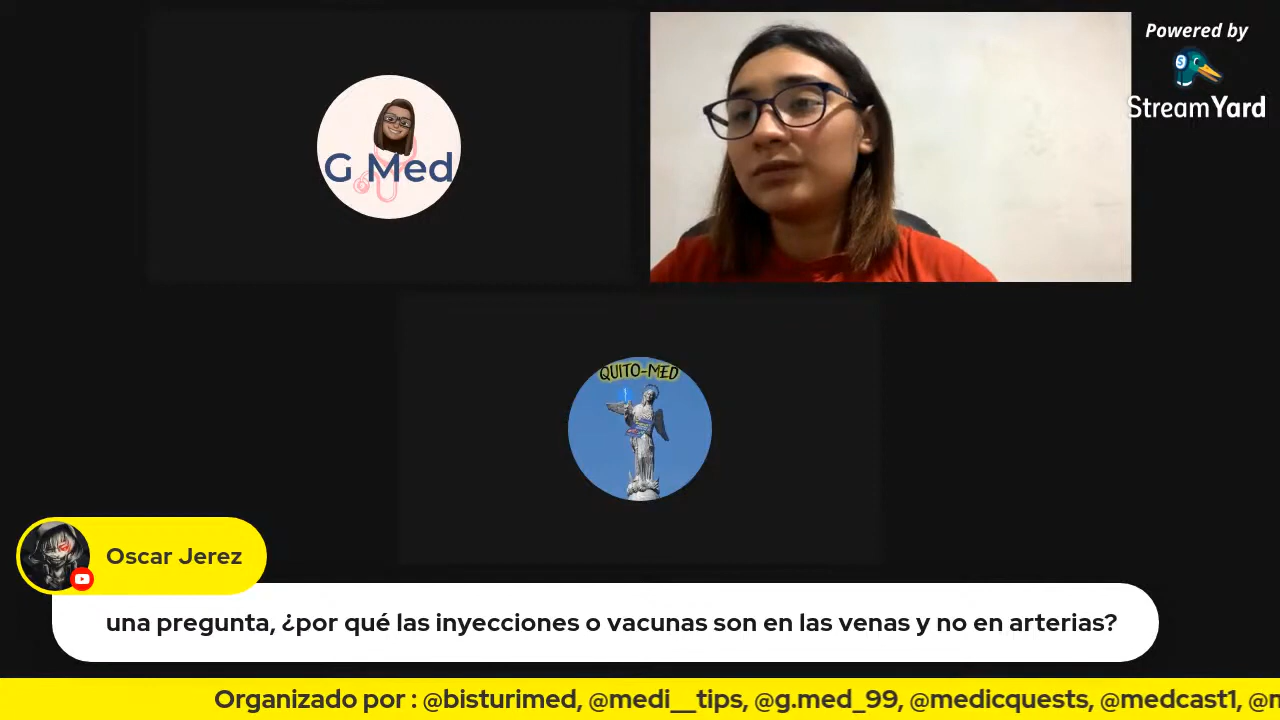 Powered by
S
StreamYard
G Med
QUITO-MED
Oscar Jerez
una pregunta, ¿por qué las inyecciones o vacunas son en las venas y no en arterias?
Organizado por : @bisturimed, @medi__tips, @g.med_99, @medicquests, @medcast1, @